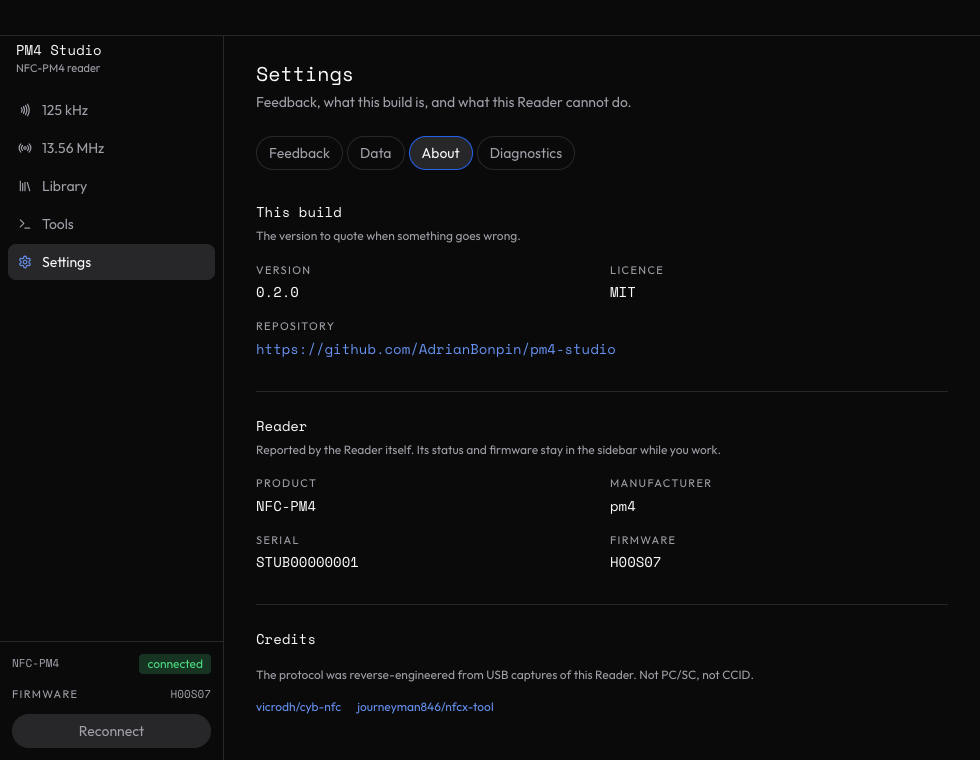 PM4 Studio
NFC-PM4 reader
125 kHz
13.56 MHz
Library
Tools
Settings
NFC-PM4 connected
FIRMWARE H00S07
Reconnect
Settings
Feedback, what this build is, and what this Reader cannot do.
Feedback Data About Diagnostics
This build
The version to quote when something goes wrong.
VERSION LICENCE
0.2.0 MIT
REPOSITORY
https://github.com/AdrianBonpin/pm4-studio
Reader
Reported by the Reader itself. Its status and firmware stay in the sidebar while you work.
PRODUCT MANUFACTURER
NFC-PM4 pm4
SERIAL FIRMWARE
STUB00000001 H00S07
Credits
The protocol was reverse-engineered from USB captures of this Reader. Not PC/SC, not CCID.
vicrodh/cyb-nfc journeyman846/nfcx-tool